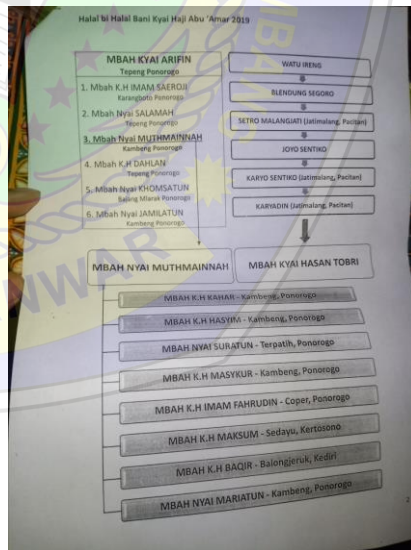 Halal bi Halal Bani Kyai Haji Abu 'Amar 2019
MBAH KYAI ARIFIN
Tepeng Ponorogo
1. Mbah K.H IMAM SAEROJI
Karanggebang Ponorogo
2. Mbah Nyai SALAMAH
Tepeng Ponorogo
3. Mbah Nyai MUTHMAINNAH
Kambeng Ponorogo
4. Mbah K.H DAHLAN
Tepeng Ponorogo
5. Mbah Nyai KHOMSATUN
Bajang Mlarak Ponorogo
6. Mbah Nyai JAMILATUN
Kambeng Ponorogo
WATU IRENG
BLENDUNG SEGORO
SETRO MALANGJATI (Jatimalang, Pacitan)
JOYO SENTIKO
KARYO SENTIKO (Jatimalang, Pacitan)
KARYADIN (Jatimalang, Pacitan)
MBAH NYAI MUTHMAINNAH
MBAH KYAI HASAN TOBRI
MBAH K.H KAHAR - Kambeng, Ponorogo
MBAH K.H HASYIM - Kambeng, Ponorogo
MBAH NYAI SURATUN - Terpatih, Ponorogo
MBAH K.H MASYKUR - Kambeng, Ponorogo
MBAH K.H IMAM FAHRUDIN - Coper, Ponorogo
MBAH K.H MAKSUM - Sedayu, Kertosono
MBAH K.H BAQIR - Balongjeruk, Kediri
MBAH NYAI MARIATUN - Kambeng, Ponorogo